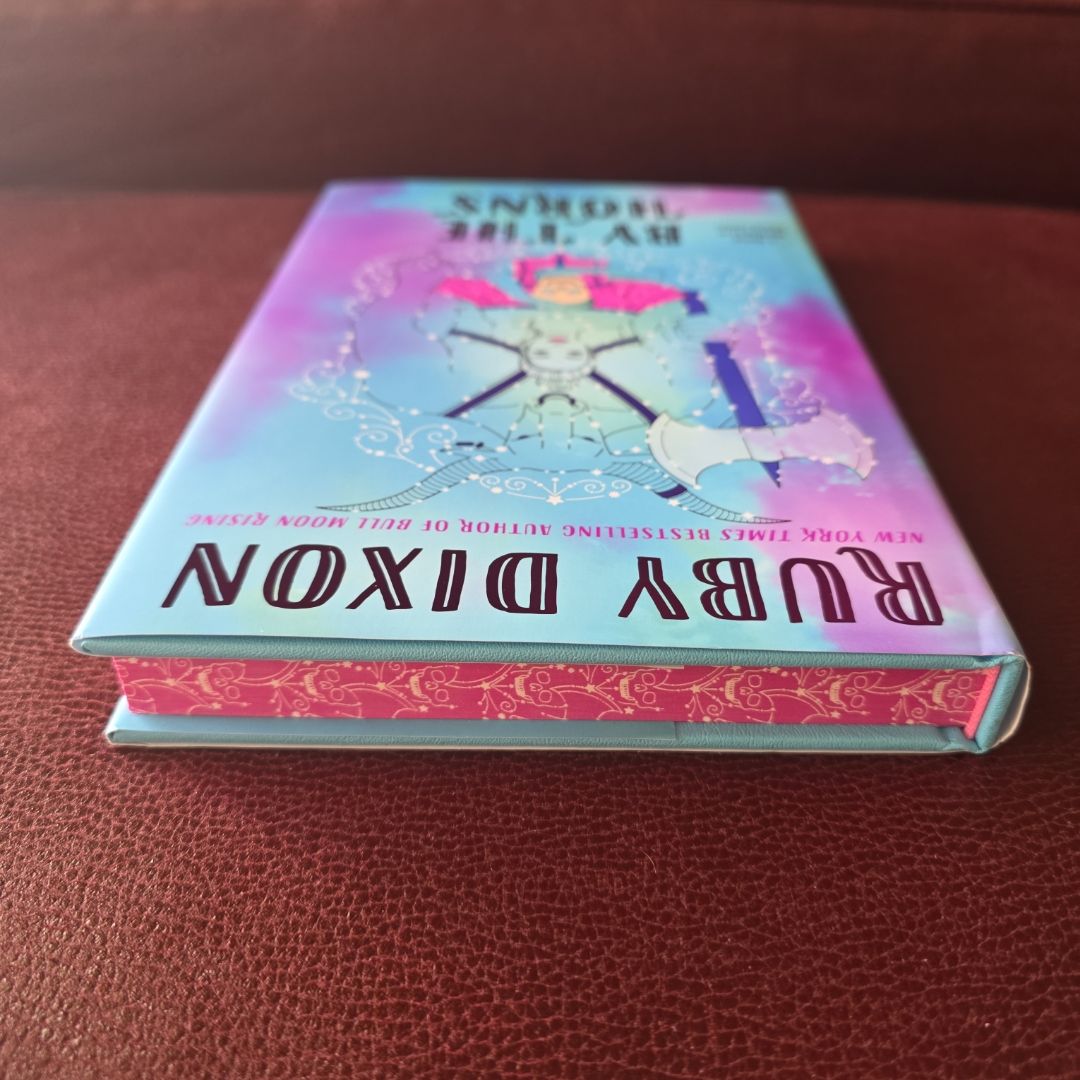 RUBY DIXON
NEW YORK TIMES BESTSELLING AUTHOR OF BULL MOON RISING
BY THE
HORNS